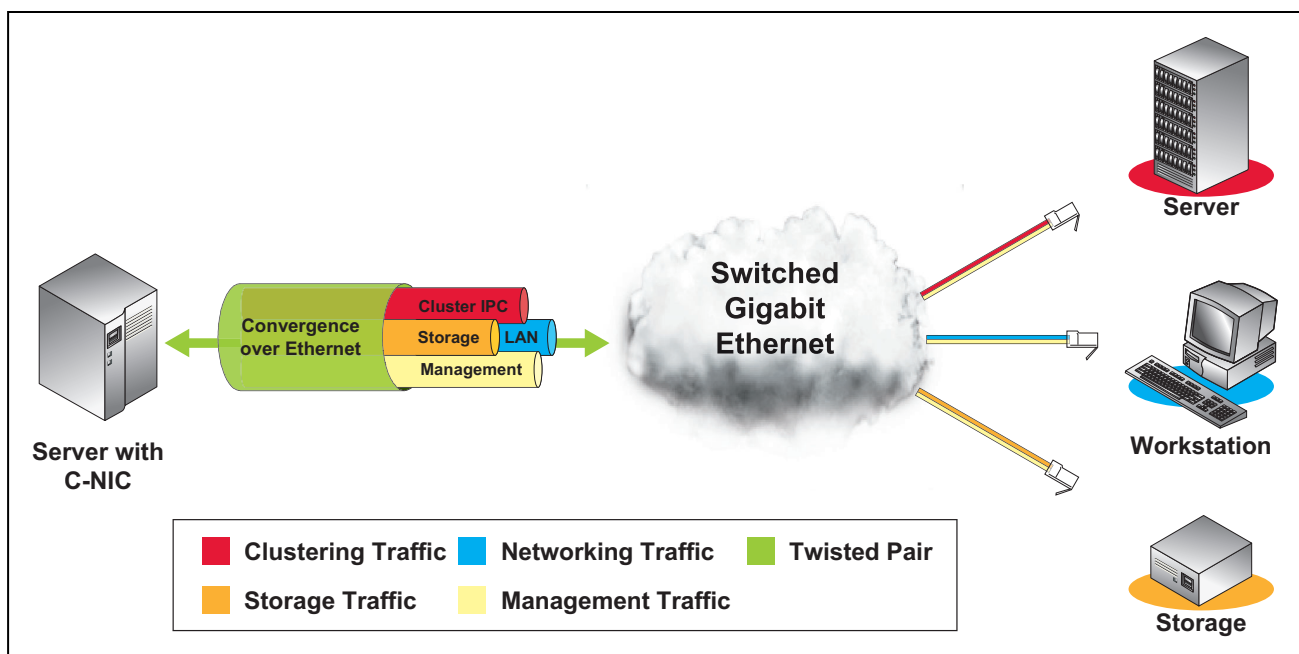 Server
Switched
Gigabit
Ethernet
Cluster IPC
Convergence
over Ethernet
Storage
LAN
Management
Workstation
Server with
C-NIC
Clustering Traffic
Networking Traffic
Twisted Pair
Storage Traffic
Management Traffic
Storage